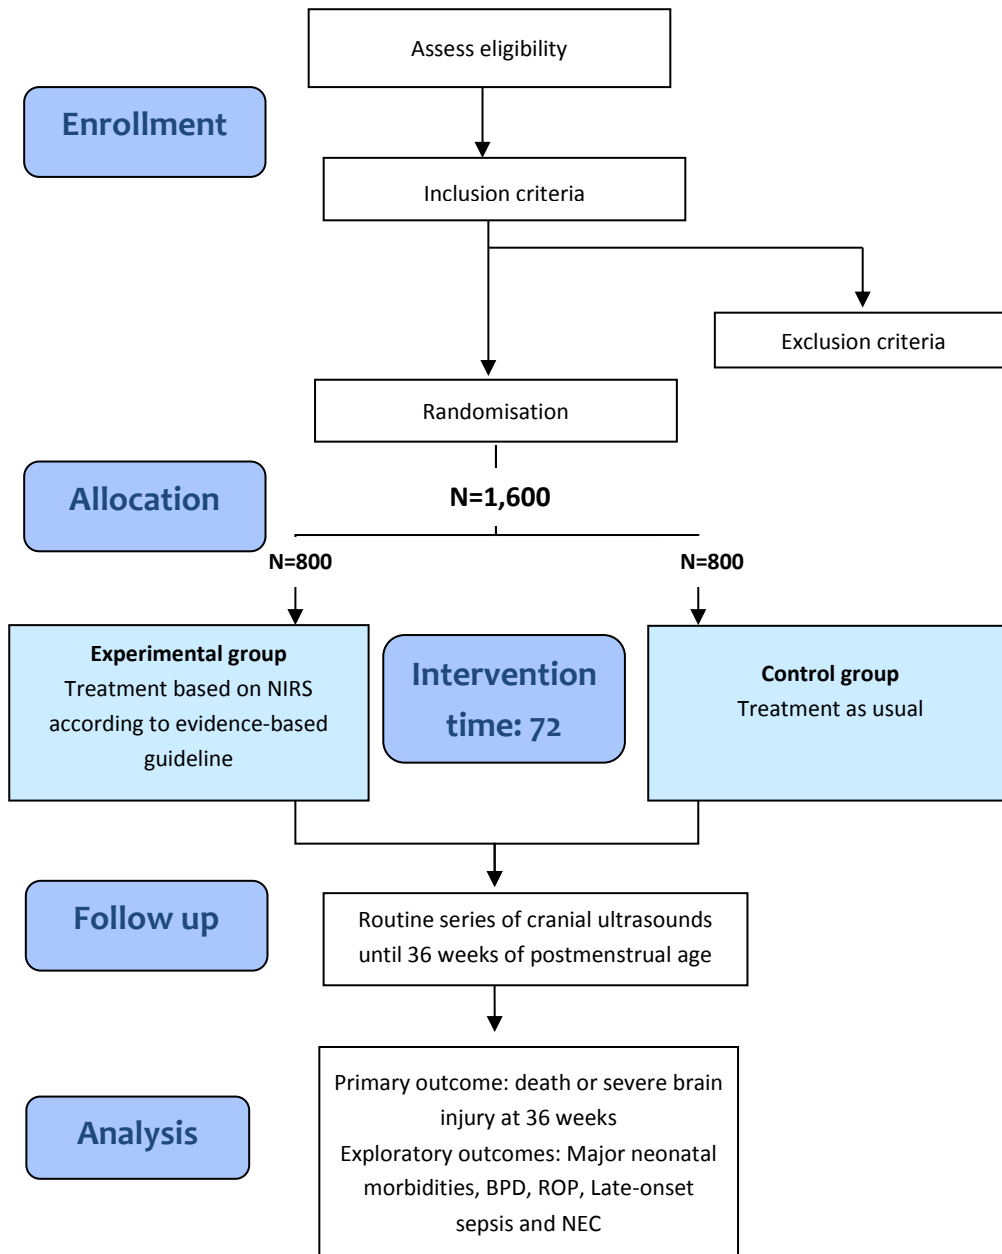 Assess eligibility
Enrollment
Inclusion criteria
Exclusion criteria
Randomisation
Allocation
N=1,600
N=800
N=800
Experimental group
Treatment based on NIRS
according to evidence-based
guideline
Intervention
time: 72
Control group
Treatment as usual
Follow up
Routine series of cranial ultrasounds
until 36 weeks of postmenstrual age
Analysis
Primary outcome: death or severe brain
injury at 36 weeks
Exploratory outcomes: Major neonatal
morbidities, BPD, ROP, Late-onset
sepsis and NEC